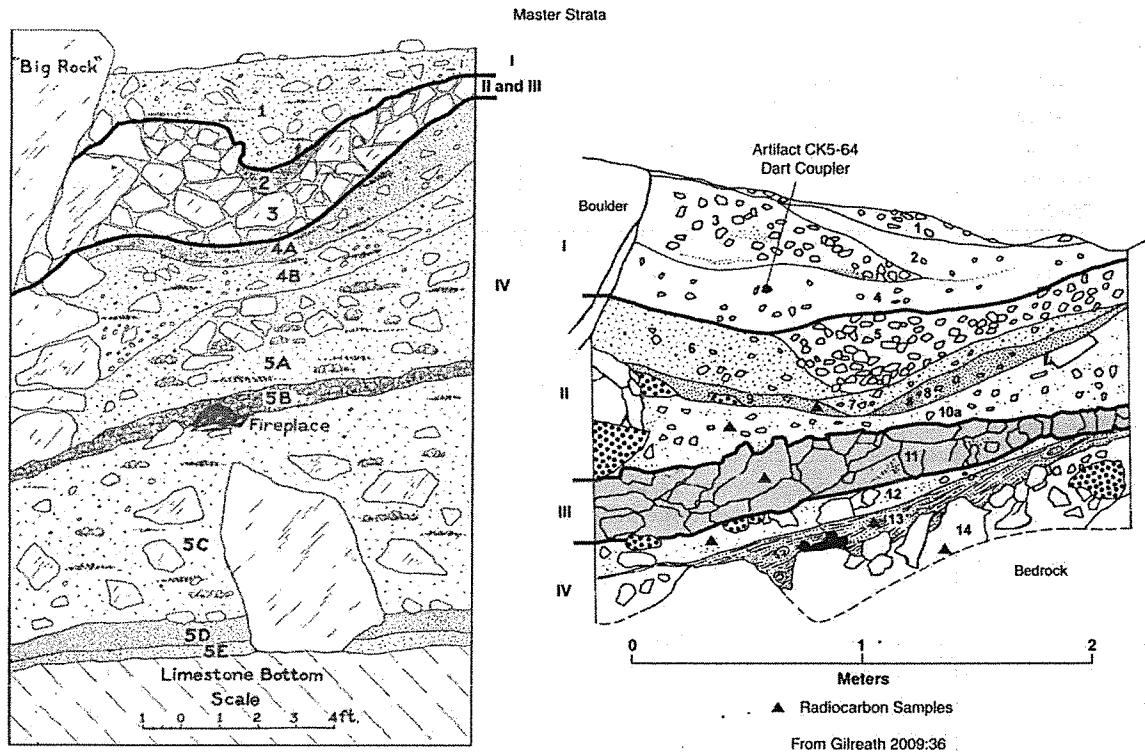 Master Strata
"Big Rock"
I
II and III
1
2
3
4A
4B
IV
5A
5B
Fireplace
5C
5D
5E
Limestone Bottom
Scale
1 0 1 2 3 4 ft.
Artifact CK5-64
Dart Coupler
Boulder
I
3
1
2
4
5
6
II
7
8
10a
11
III
12
13
14
IV
Bedrock
0 1 2
Meters
▲ Radiocarbon Samples
From Gilreath 2009:36